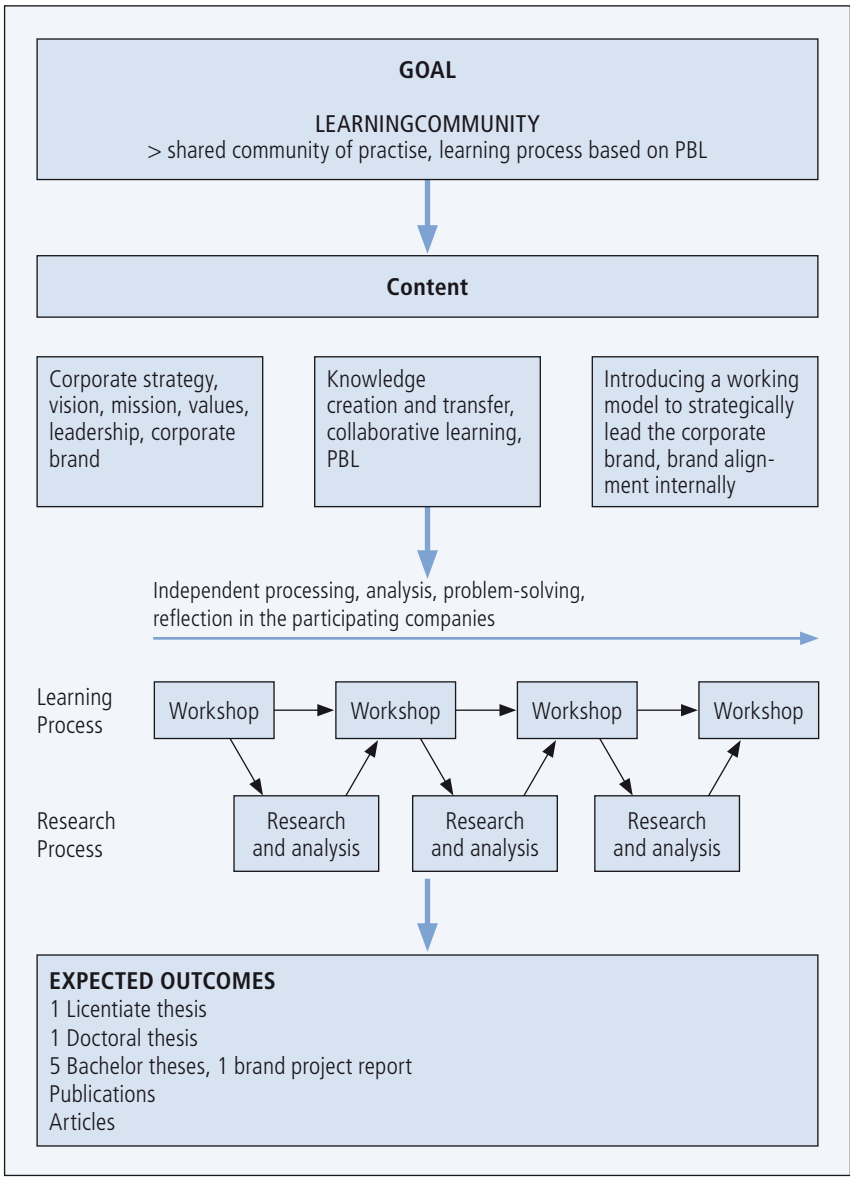 GOAL
LEARNINGCOMMUNITY
> shared community of practise, learning process based on PBL
Content
Corporate strategy,
vision, mission, values,
leadership, corporate
brand
Knowledge
creation and transfer,
collaborative learning,
PBL
Introducing a working
model to strategically
lead the corporate
brand, brand align-
ment internally
Independent processing, analysis, problem-solving,
reflection in the participating companies
Learning
Process
Workshop
Workshop
Workshop
Workshop
Research
Process
Research
and analysis
Research
and analysis
Research
and analysis
EXPECTED OUTCOMES
1 Licentiate thesis
1 Doctoral thesis
5 Bachelor theses, 1 brand project report
Publications
Articles